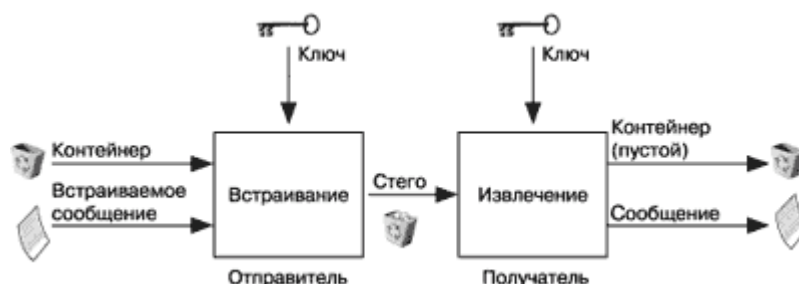 Ключ
Ключ
Контейнер
Встраиваемое
сообщение
Встраивание
Отправитель
Стего
Извлечение
Получатель
Контейнер
(пустой)
Сообщение